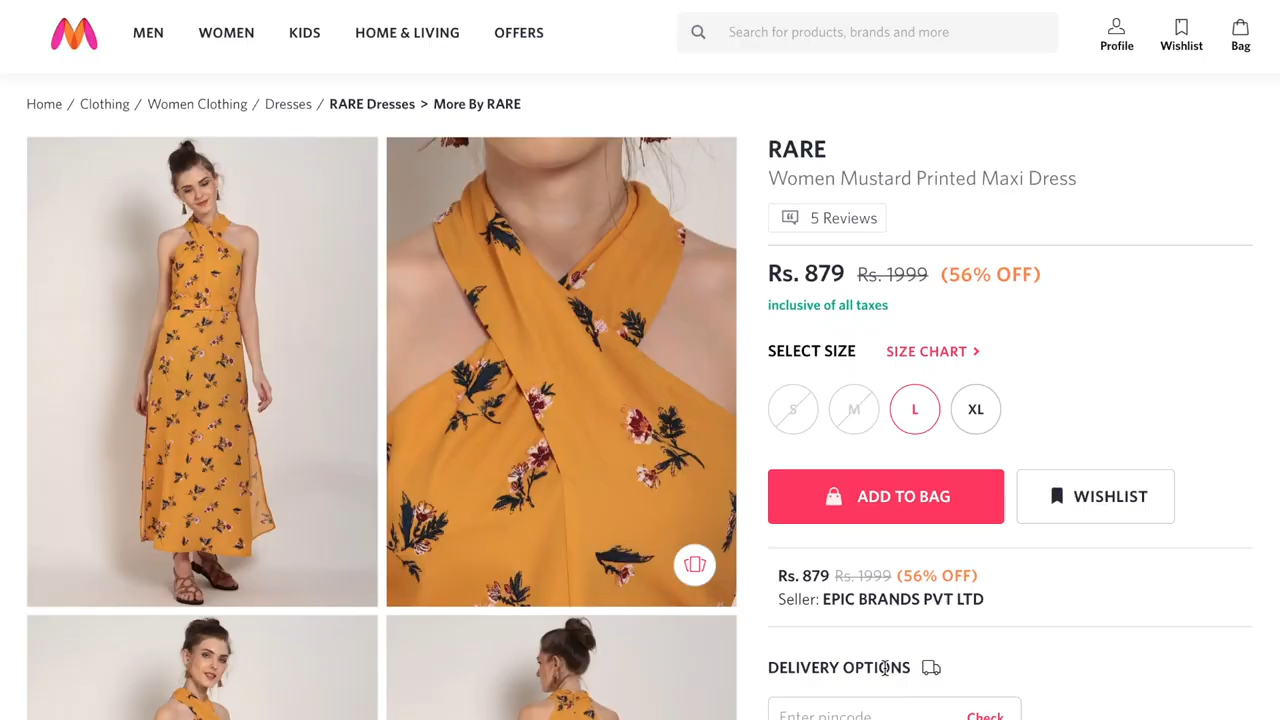 MEN WOMEN KIDS HOME & LIVING OFFERS Search for products, brands and more Profile Wishlist Bag
Home / Clothing / Women Clothing / Dresses / RARE Dresses > More By RARE
RARE
Women Mustard Printed Maxi Dress
5 Reviews
Rs. 879 Rs. 1999 (56% OFF)
inclusive of all taxes
SELECT SIZE SIZE CHART >
S M L XL
ADD TO BAG WISHLIST
Rs. 879 Rs. 1999 (56% OFF)
Seller: EPIC BRANDS PVT LTD
DELIVERY OPTIONS
Enter pincode Check